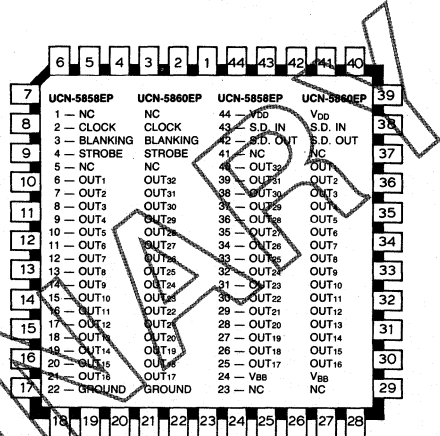 6 5 4 3 2 1 44 43 42 41 40
7 8 9 10 11 12 13 14 15 16 17
UCN-5858EP UCN-5860EP UCN-5858EP UCN-5860EP
1 — NC NC 44 — VDD VDD
2 — CLOCK CLOCK 43 — S.D. IN S.D. IN
3 — BLANKING BLANKING 42 — S.D. OUT S.D. OUT
4 — STROBE STROBE 41 — NC NC
5 — NC NC 40 — OUT32 OUT1
6 — OUT1 OUT32 39 — OUT31 OUT2
7 — OUT2 OUT31 38 — OUT30 OUT3
8 — OUT3 OUT30 37 — OUT29 OUT4
9 — OUT4 OUT29 36 — OUT28 OUT5
10 — OUT5 OUT28 35 — OUT27 OUT6
11 — OUT6 OUT27 34 — OUT26 OUT7
12 — OUT7 OUT26 33 — OUT25 OUT8
13 — OUT8 OUT25 32 — OUT24 OUT9
14 — OUT9 OUT24 31 — OUT23 OUT10
15 — OUT10 OUT23 30 — OUT22 OUT11
16 — OUT11 OUT22 29 — OUT21 OUT12
17 — OUT12 OUT21 28 — OUT20 OUT13
18 — OUT13 OUT20 27 — OUT19 OUT14
19 — OUT14 OUT19 26 — OUT18 OUT15
20 — OUT15 OUT18 25 — OUT17 OUT16
21 — OUT16 OUT17 24 — VBB VBB
22 — GROUND GROUND 23 — NC NC
39 38 37 36 35 34 33 32 31 30 29
18 19 20 21 22 23 24 25 26 27 28
NARY